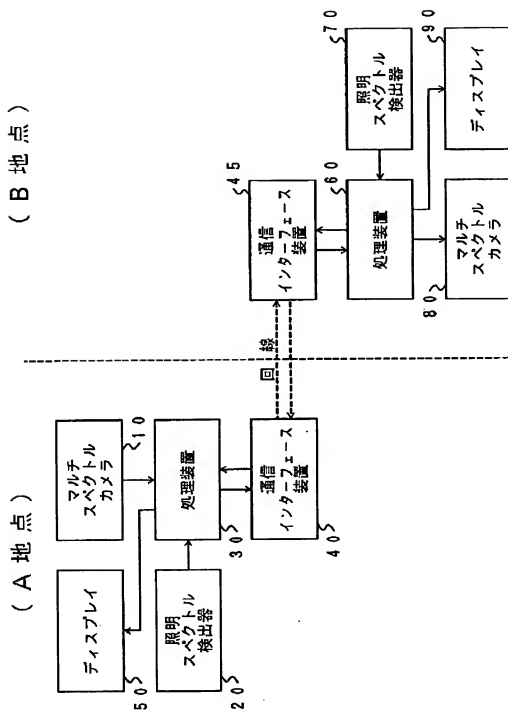 (A地点)
(B地点)
ディスプレイ
50
マルチ
スペクトル
カメラ
10
照明
スペクトル
検出器
20
処理装置
30
通信
インターフェース
装置
40
回線
通信
インターフェース
装置
45
処理装置
60
照明
スペクトル
検出器
70
マルチ
スペクトル
カメラ
80
ディスプレイ
90